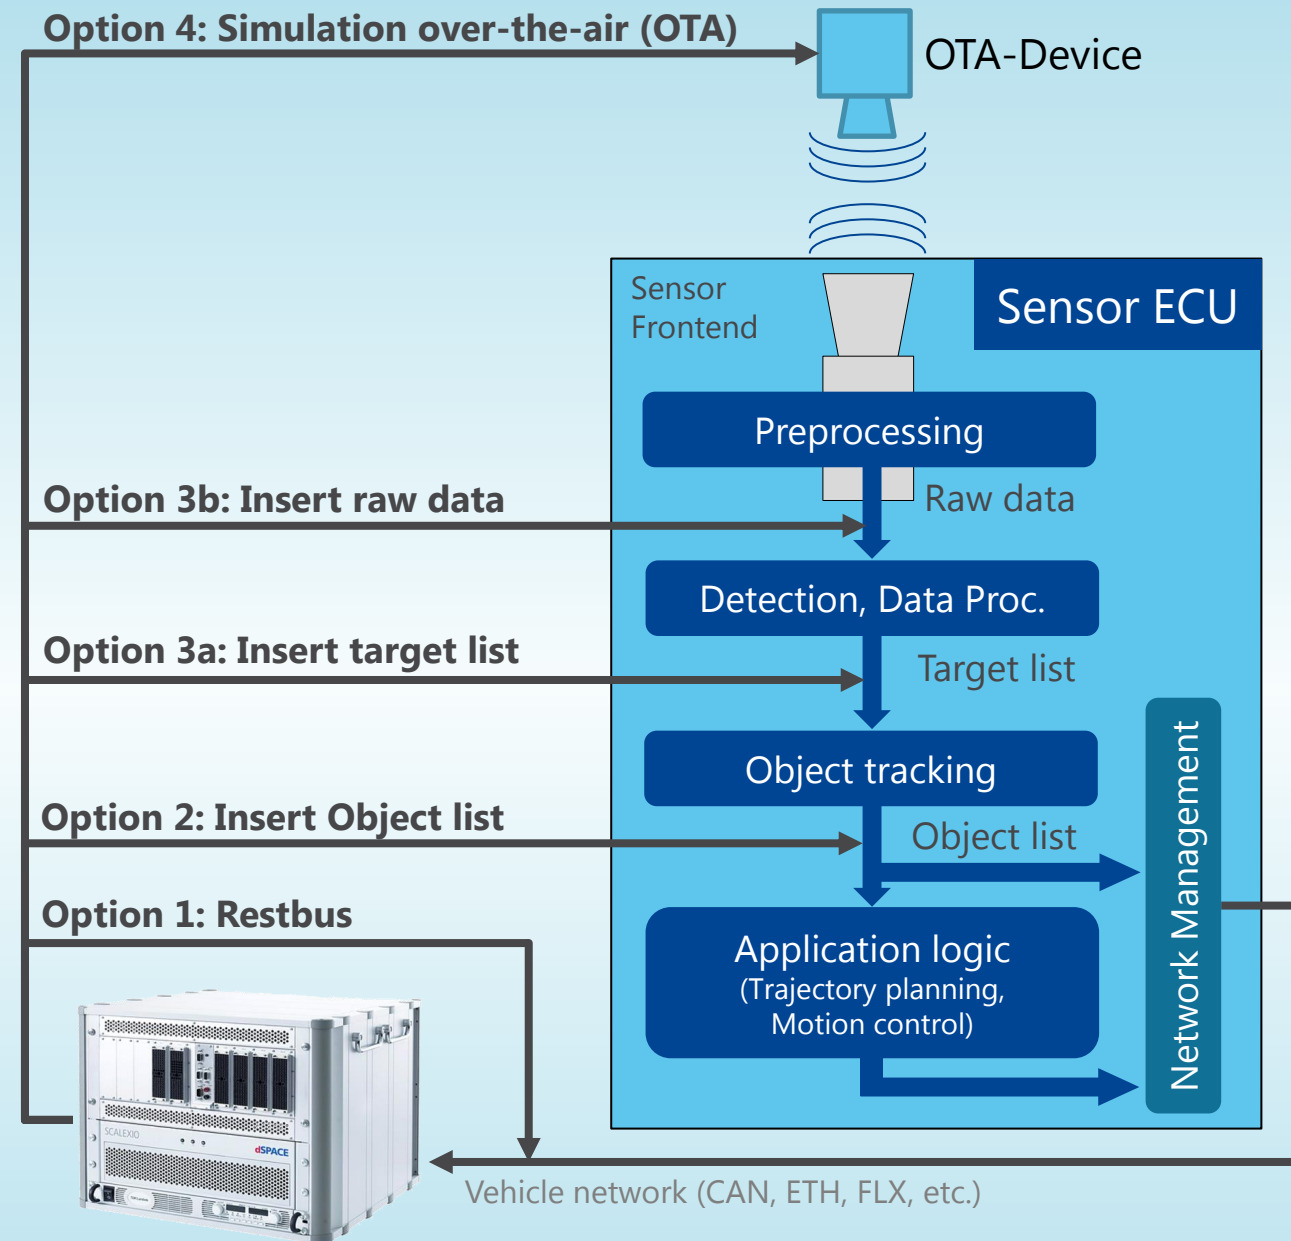 Option 4: Simulation over-the-air (OTA)
OTA-Device
Sensor
Frontend
Sensor ECU
Preprocessing
Option 3b: Insert raw data
Raw data
Detection, Data Proc.
Option 3a: Insert target list
Target list
Object tracking
Option 2: Insert Object list
Object list
Network Management
Option 1: Restbus
Application logic
(Trajectory planning,
Motion control)
SCALEXIO
dSPACE
Vehicle network (CAN, ETH, FLX, etc.)